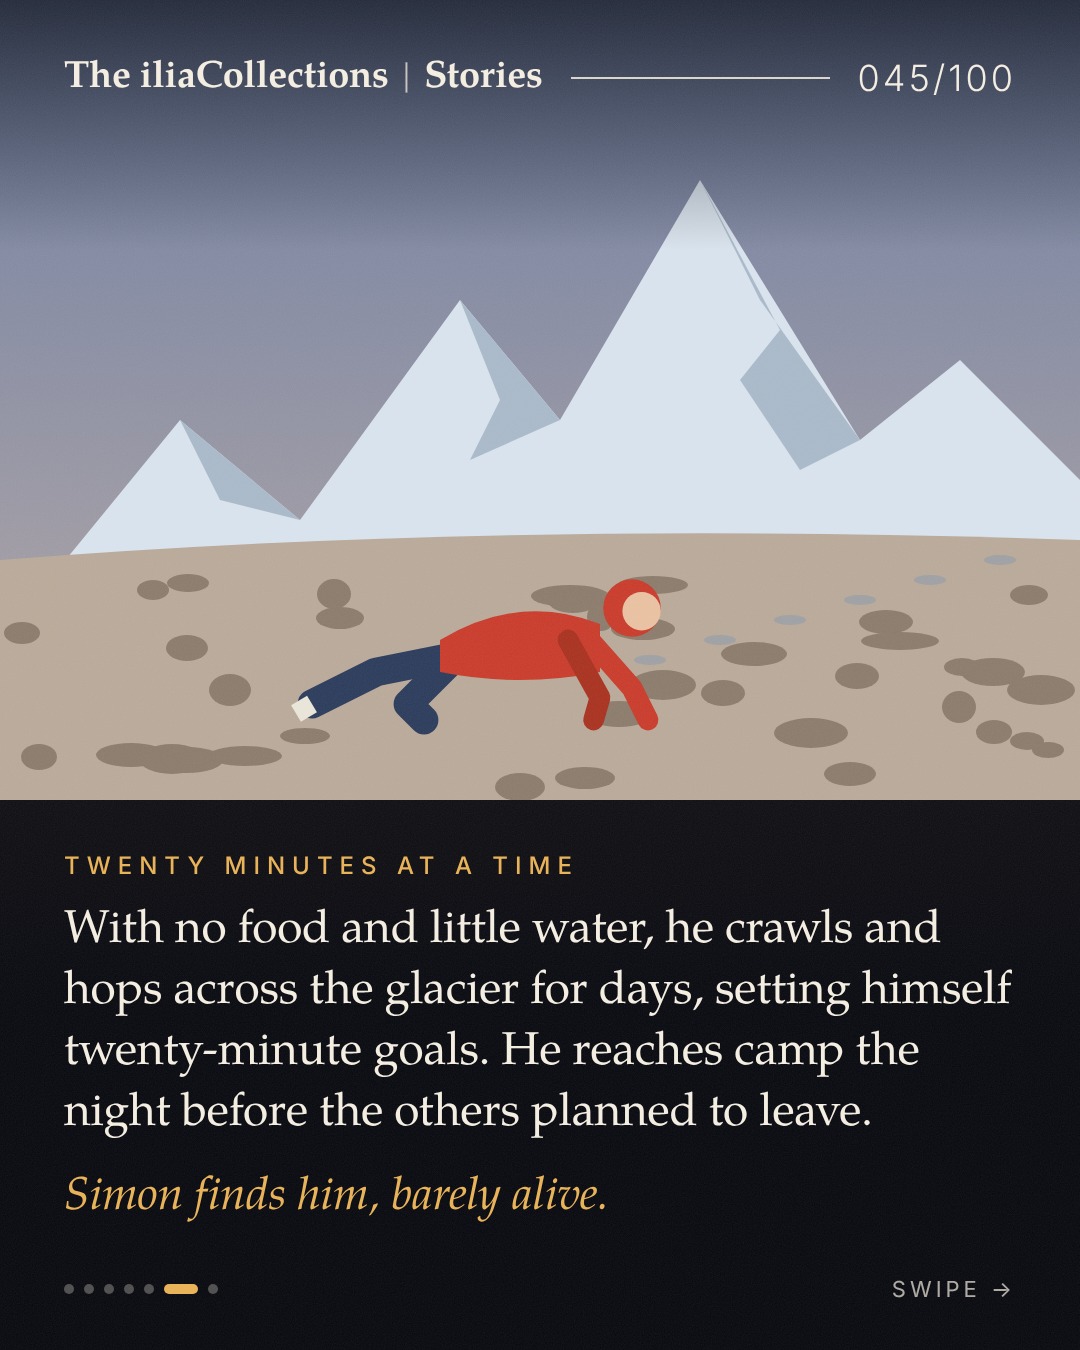 The iliaCollections | Stories 045/100
TWENTY MINUTES AT A TIME
With no food and little water, he crawls and
hops across the glacier for days, setting himself
twenty-minute goals. He reaches camp the
night before the others planned to leave.
Simon finds him, barely alive.
SWIPE →